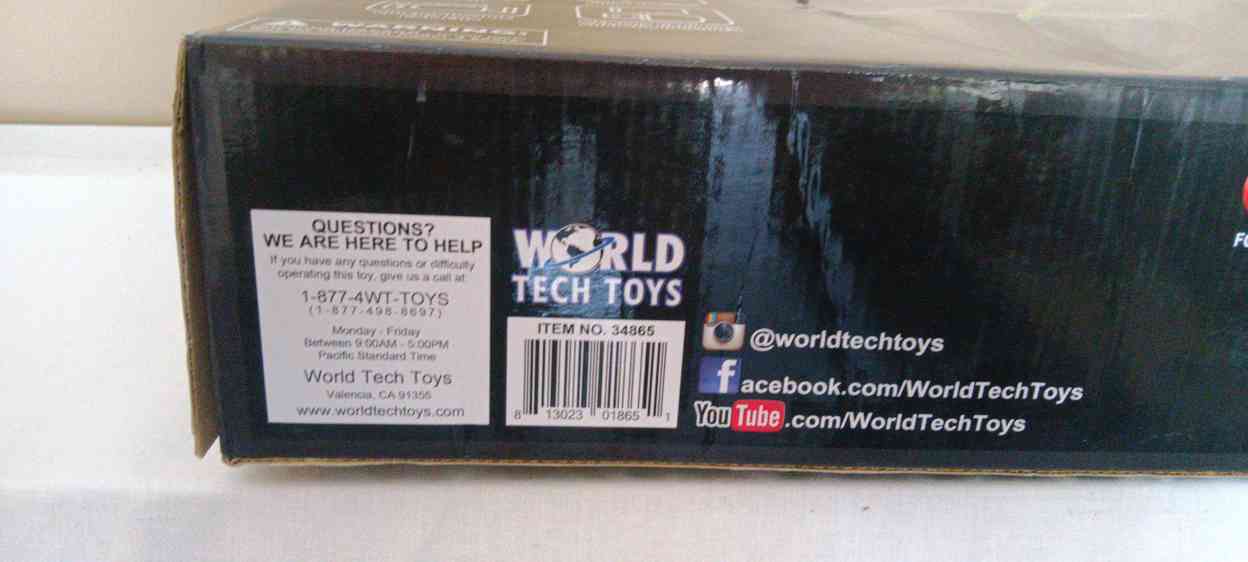 WARNING:
QUESTIONS?
WE ARE HERE TO HELP
If you have any questions or difficulty
operating this toy, give us a call at:
1-877-4WT-TOYS
(1-877-498-8697)
Monday - Friday
Between 9:00AM - 5:00PM
Pacific Standard Time
World Tech Toys
Valencia, CA 91355
www.worldtechtoys.com
WORLD
TECH TOYS
ITEM NO. 34865
8 13023 01865 1
@worldtechtoys
facebook.com/WorldTechToys
YouTube.com/WorldTechToys